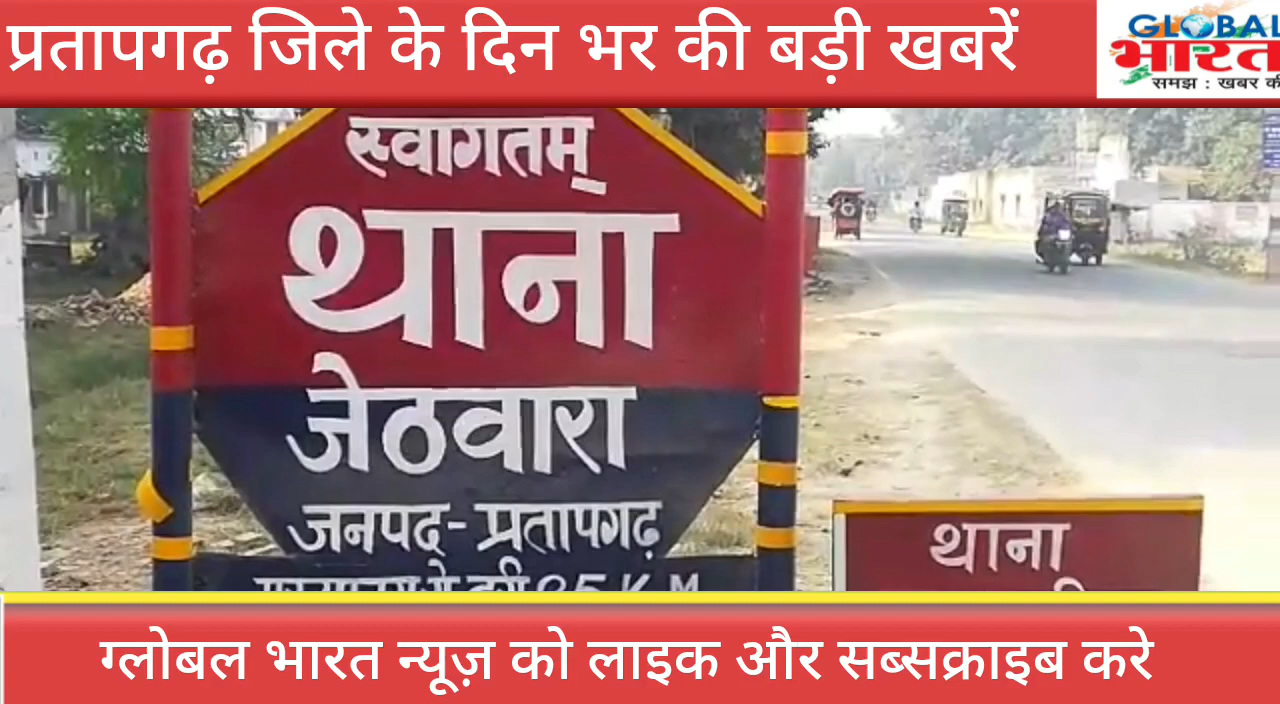 प्रतापगढ़ जिले के दिन भर की बड़ी खबरें
GLOBAL
भारत
समझ : खबर की
स्वागतम्
थाना
जेठवारा
जनपद-प्रतापगढ़
K M
थाना
ग्लोबल भारत न्यूज़ को लाइक और सब्सक्राइब करे